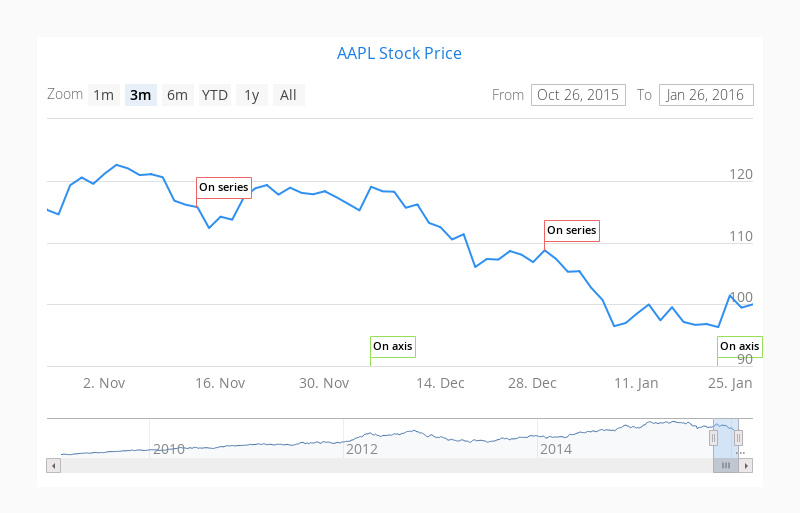 AAPL Stock Price
Zoom 1m 3m 6m YTD 1y All From Oct 26, 2015 To Jan 26, 2016
120
On series
On series
110
100
On axis
On axis
90
2. Nov 16. Nov 30. Nov 14. Dec 28. Dec 11. Jan 25. Jan
2010 2012 2014 ...